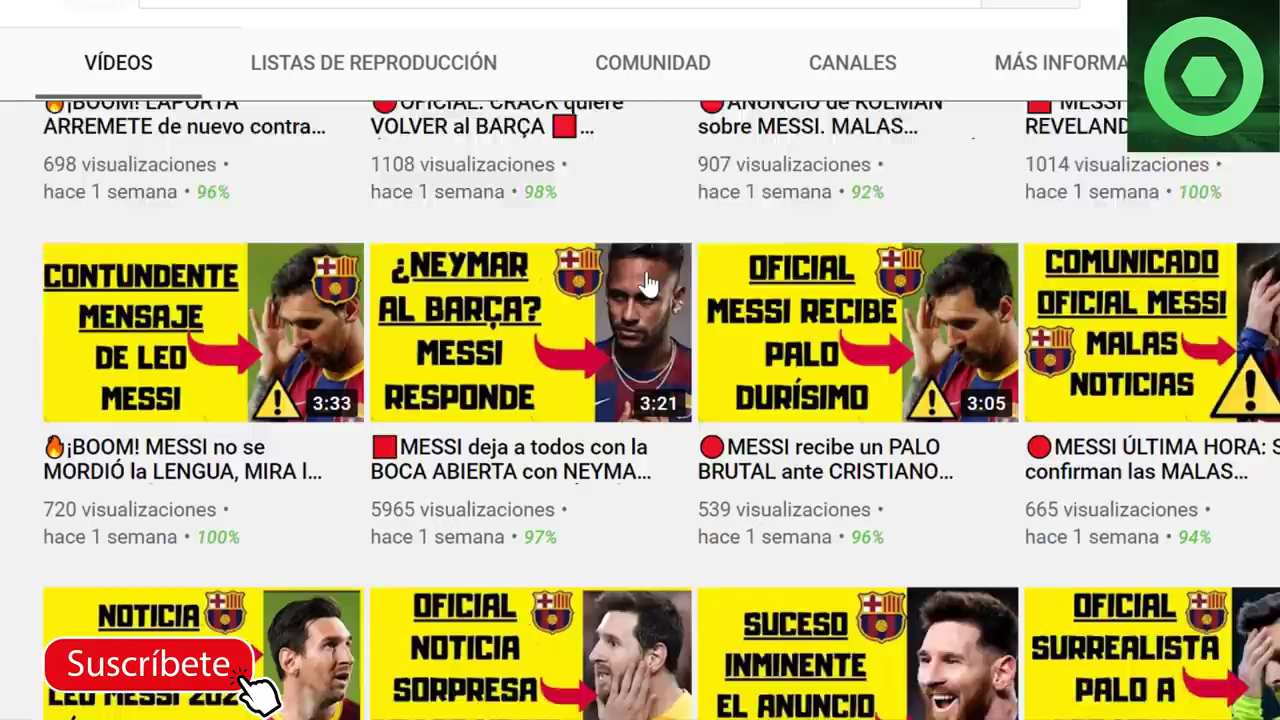 VÍDEOS
LISTAS DE REPRODUCCIÓN
COMUNIDAD
CANALES
MÁS INFORMA
🔥¡BOOM! LAPORTA
ARREMETE de nuevo contra...
698 visualizaciones •
hace 1 semana • 96%
🔴OFICIAL. CRACK quiere
VOLVER al BARÇA 🟥...
1108 visualizaciones •
hace 1 semana • 98%
🔴ANUNCIO de KOEMAN
sobre MESSI. MALAS...
907 visualizaciones •
hace 1 semana • 92%
🟥 MESSI
REVELAND
1014 visualizaciones •
hace 1 semana • 100%
CONTUNDENTE
MENSAJE
DE LEO
MESSI
3:33
¿NEYMAR
AL BARÇA?
MESSI
RESPONDE
3:21
OFICIAL
MESSI RECIBE
PALO
DURÍSIMO
3:05
COMUNICADO
OFICIAL MESSI
MALAS
NOTICIAS
🔥¡BOOM! MESSI no se
MORDIÓ la LENGUA, MIRA l...
720 visualizaciones •
hace 1 semana • 100%
🟥MESSI deja a todos con la
BOCA ABIERTA con NEYMA...
5965 visualizaciones •
hace 1 semana • 97%
🔴MESSI recibe un PALO
BRUTAL ante CRISTIANO...
539 visualizaciones •
hace 1 semana • 96%
🔴MESSI ÚLTIMA HORA: S
confirman las MALAS...
665 visualizaciones •
hace 1 semana • 94%
NOTICIA
LEO MESSI 202
Suscríbete
OFICIAL
NOTICIA
SORPRESA
SUCESO
INMINENTE
EL ANUNCIO
OFICIAL
SURREALISTA
PALO A